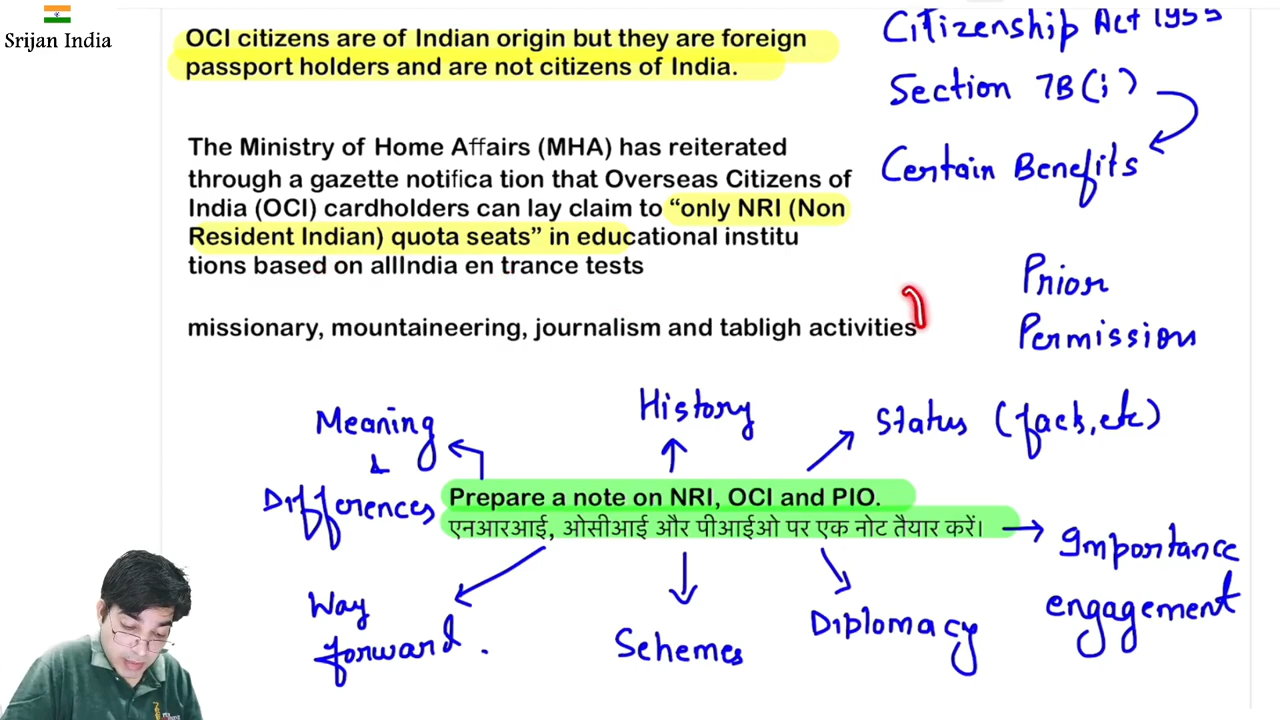 Srijan India
OCI citizens are of Indian origin but they are foreign
passport holders and are not citizens of India.
Citizenship Act 1955
Section 7B(i)
Certain Benefits
The Ministry of Home Affairs (MHA) has reiterated
through a gazette notifica tion that Overseas Citizens of
India (OCI) cardholders can lay claim to “only NRI (Non
Resident Indian) quota seats” in educational institu
tions based on allIndia en trance tests
Prior
Permission
missionary, mountaineering, journalism and tabligh activities
Meaning
&
Differences
History
Status (facts, etc)
Prepare a note on NRI, OCI and PIO.
एनआरआई, ओसीआई और पीआईओ पर एक नोट तैयार करें।
Importance
engagement
Way
forward.
Schemes
Diplomacy